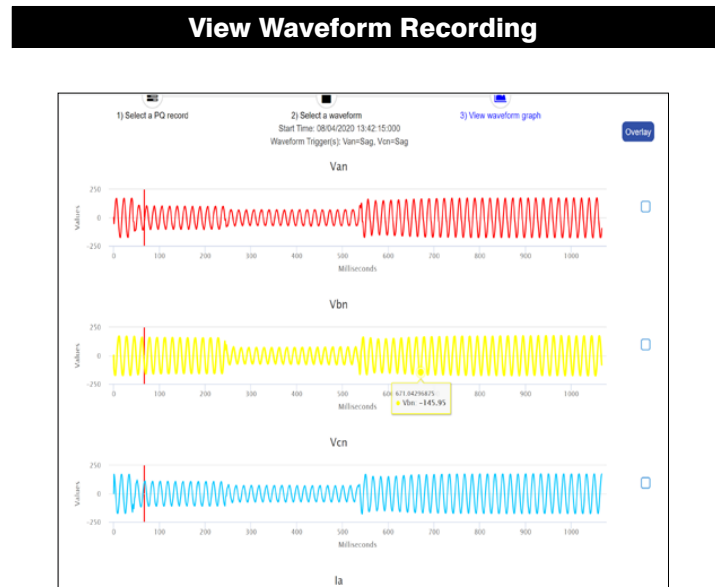 View Waveform Recording
1) Select a PQ record
2) Select a waveform
3) View waveform graph
Start Time: 08/04/2020 13:42:15:000
Waveform Trigger(s): Van=Sag, Vcn=Sag
Overlay
Van
250
0
-250
Values
0 100 200 300 400 500 600 700 800 900 1000
Milliseconds
Vbn
250
0
-250
Values
0 100 200 300 400 500 600 700 800 900 1000
671.04296875
Vbn -145.95
Milliseconds
Vcn
250
0
-250
Values
0 100 200 300 400 500 600 700 800 900 1000
Milliseconds
Ia